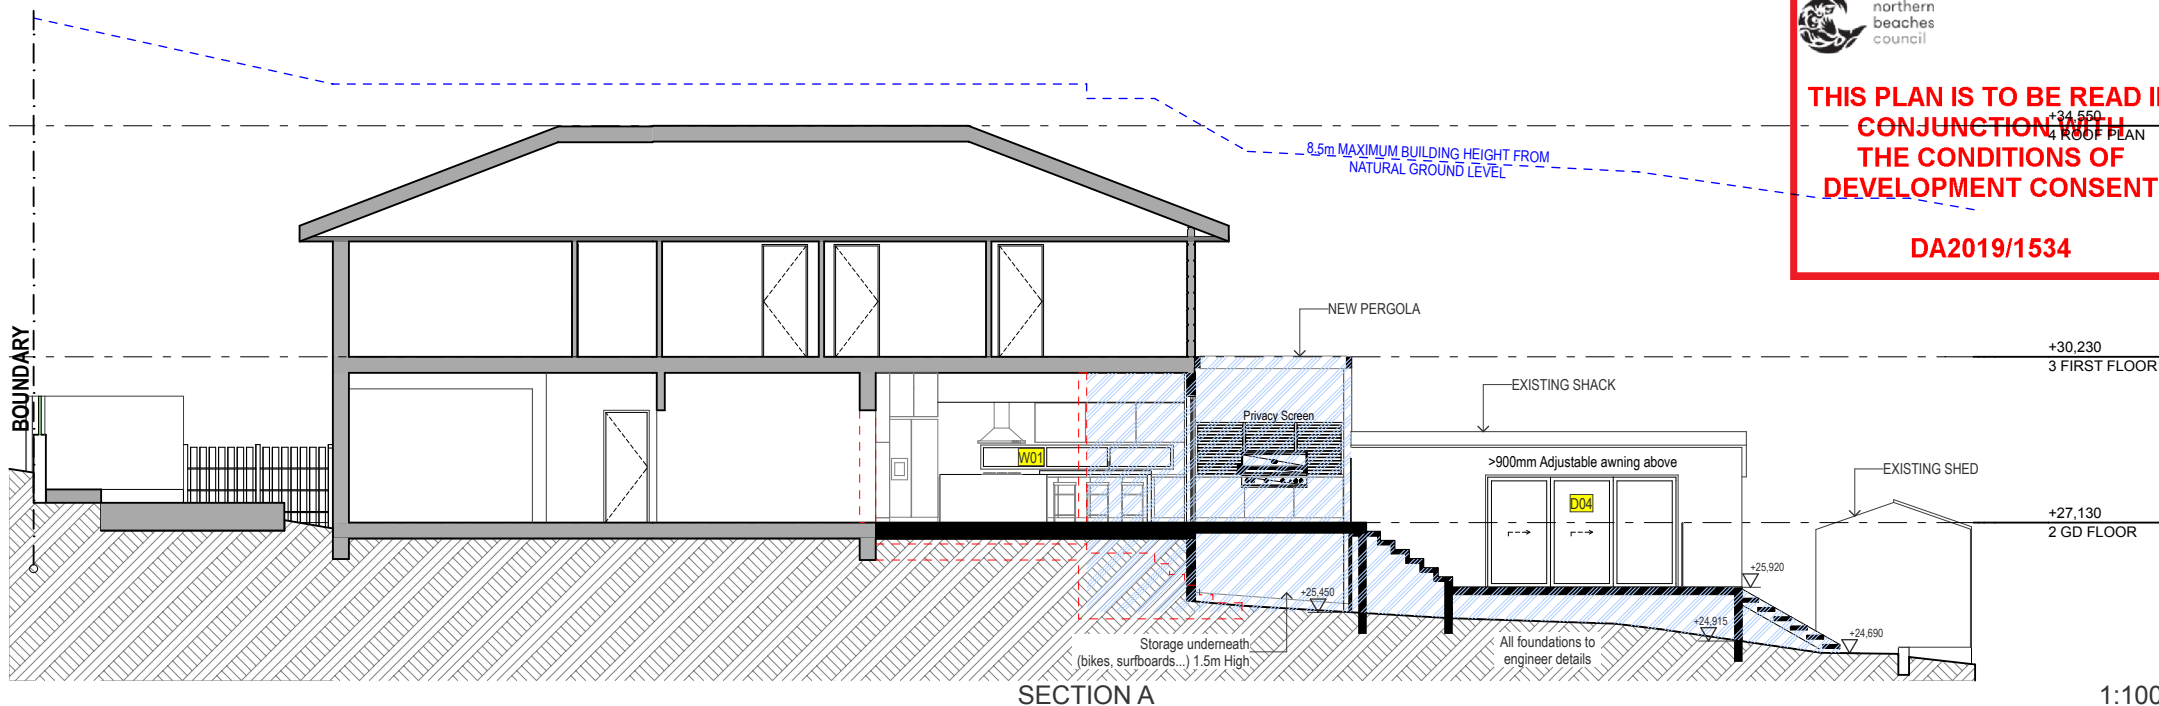 northern
beaches
council
THIS PLAN IS TO BE READ I
CONJUNCTION WITH
THE CONDITIONS OF
DEVELOPMENT CONSENT
DA2019/1534
+34,550
4 ROOF PLAN
8.5m MAXIMUM BUILDING HEIGHT FROM
NATURAL GROUND LEVEL
NEW PERGOLA
+30,230
3 FIRST FLOOR
BOUNDARY
EXISTING SHACK
Privacy Screen
W01
>900mm Adjustable awning above
EXISTING SHED
D04
+27,130
2 GD FLOOR
+25,920
+25,450
+24,915
+24,690
Storage underneath
(bikes, surfboards...) 1.5m High
All foundations to
engineer details
SECTION A
1:100